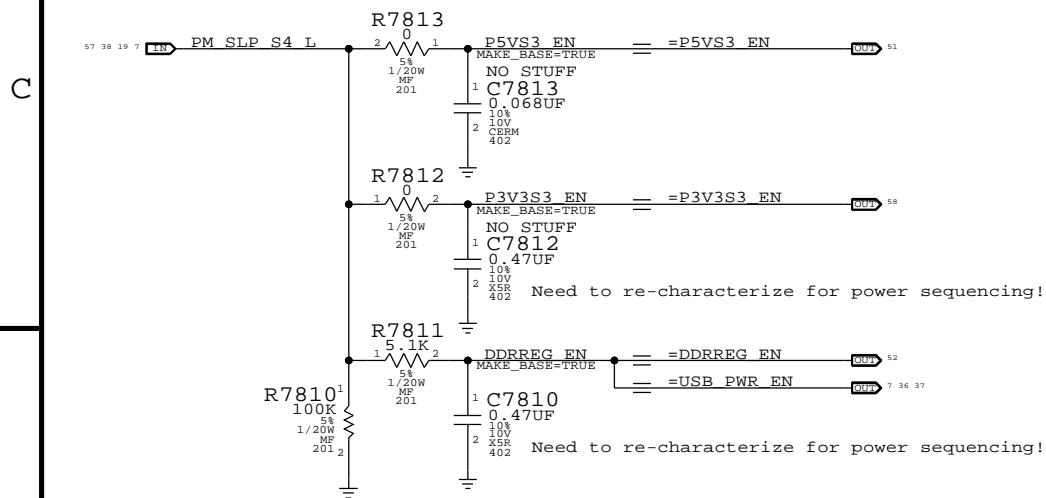 C
R7813
0
57 38 19 7 IN PM_SLP_S4_L 2 1 P5VS3_EN =P5VS3_EN OUT 51
5% MAKE_BASE=TRUE
1/20W
MF NO STUFF
201 1 C7813
0.068UF
10%
10V
2 CERM
402
R7812
0
1 2 P3V3S3_EN =P3V3S3_EN OUT 58
5% MAKE_BASE=TRUE
1/20W
MF NO STUFF
201 1 C7812
0.47UF
10%
10V
2 X5R
402 Need to re-characterize for power sequencing!
R7811
5.1K
1 2 DDRREG_EN =DDRREG_EN OUT 52
5% MAKE_BASE=TRUE
=USB_PWR_EN OUT 7 36 37
1/20W
MF
201
R7810 1
100K
5%
1/20W
MF
201 2
1 C7810
0.47UF
10%
10V
2 X5R
402 Need to re-characterize for power sequencing!